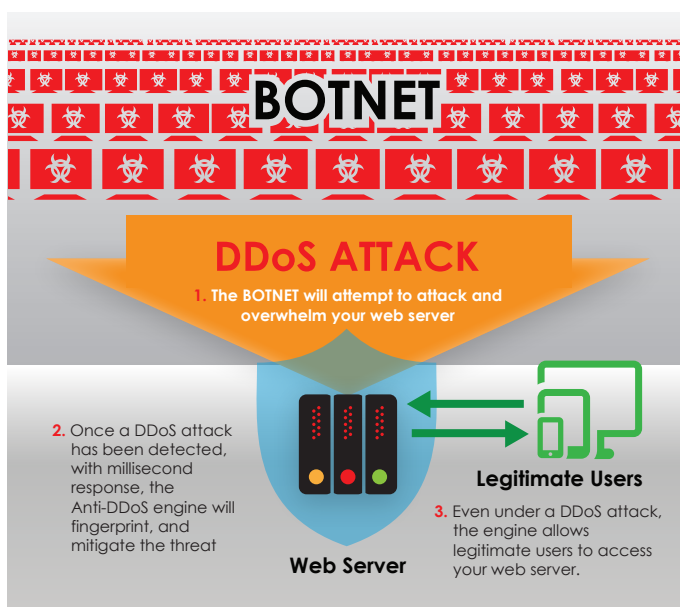 BOTNET
DDoS ATTACK
1. The BOTNET will attempt to attack and
overwhelm your web server
2. Once a DDoS attack
has been detected,
with millisecond
response, the
Anti-DDoS engine will
fingerprint, and
mitigate the threat
Web Server
Legitimate Users
3. Even under a DDoS attack,
the engine allows
legitimate users to access
your web server.